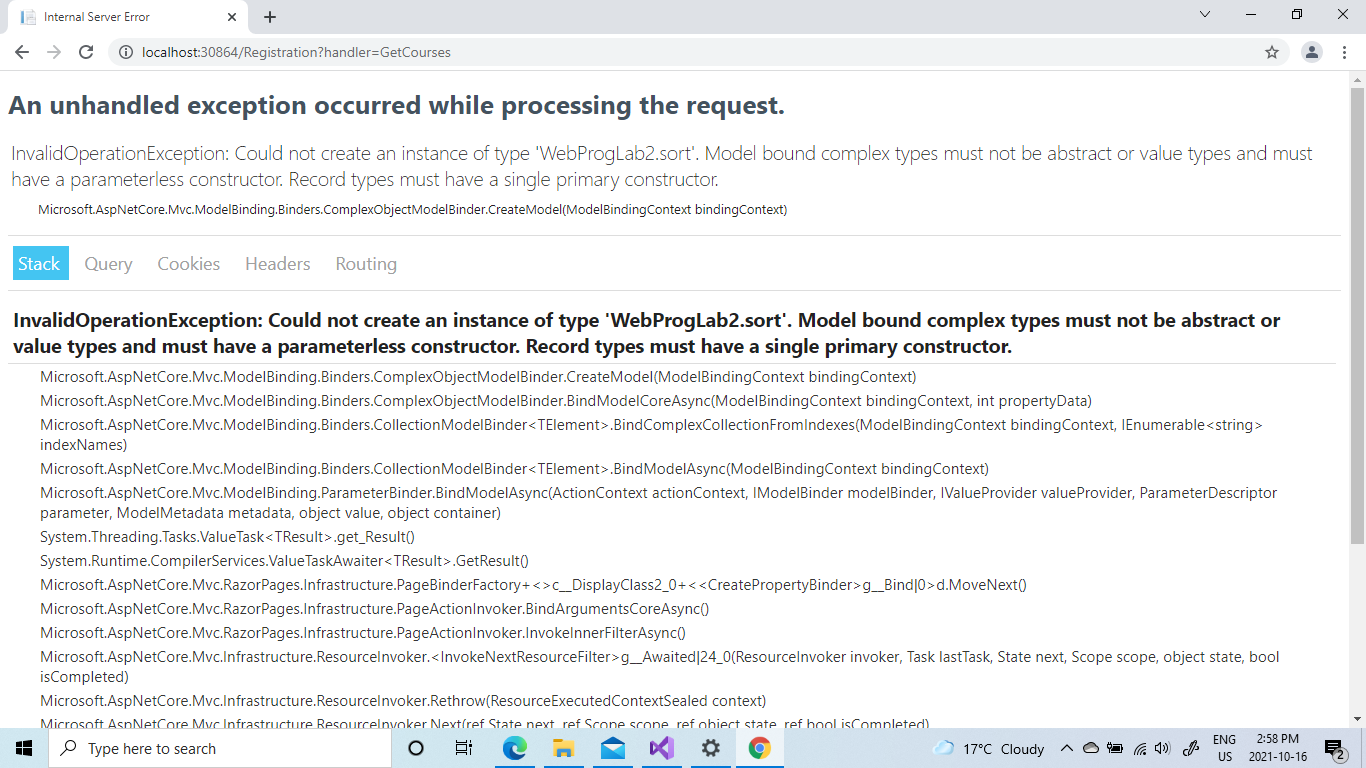 Internal Server Error
localhost:30864/Registration?handler=GetCourses
An unhandled exception occurred while processing the request.
InvalidOperationException: Could not create an instance of type 'WebProgLab2.sort'. Model bound complex types must not be abstract or value types and must
have a parameterless constructor. Record types must have a single primary constructor.
Microsoft.AspNetCore.Mvc.ModelBinding.Binders.ComplexObjectModelBinder.CreateModel(ModelBindingContext bindingContext)
Stack Query Cookies Headers Routing
InvalidOperationException: Could not create an instance of type 'WebProgLab2.sort'. Model bound complex types must not be abstract or
value types and must have a parameterless constructor. Record types must have a single primary constructor.
Microsoft.AspNetCore.Mvc.ModelBinding.Binders.ComplexObjectModelBinder.CreateModel(ModelBindingContext bindingContext)
Microsoft.AspNetCore.Mvc.ModelBinding.Binders.ComplexObjectModelBinder.BindModelCoreAsync(ModelBindingContext bindingContext, int propertyData)
Microsoft.AspNetCore.Mvc.ModelBinding.Binders.CollectionModelBinder<TElement>.BindComplexCollectionFromIndexes(ModelBindingContext bindingContext, IEnumerable<string>
indexNames)
Microsoft.AspNetCore.Mvc.ModelBinding.Binders.CollectionModelBinder<TElement>.BindModelAsync(ModelBindingContext bindingContext)
Microsoft.AspNetCore.Mvc.ModelBinding.ParameterBinder.BindModelAsync(ActionContext actionContext, IModelBinder modelBinder, IValueProvider valueProvider, ParameterDescriptor
parameter, ModelMetadata metadata, object value, object container)
System.Threading.Tasks.ValueTask<TResult>.get_Result()
System.Runtime.CompilerServices.ValueTaskAwaiter<TResult>.GetResult()
Microsoft.AspNetCore.Mvc.RazorPages.Infrastructure.PageBinderFactory+<>c__DisplayClass2_0+<<CreatePropertyBinder>g__Bind|0>d.MoveNext()
Microsoft.AspNetCore.Mvc.RazorPages.Infrastructure.PageActionInvoker.BindArgumentsCoreAsync()
Microsoft.AspNetCore.Mvc.RazorPages.Infrastructure.PageActionInvoker.InvokeInnerFilterAsync()
Microsoft.AspNetCore.Mvc.Infrastructure.ResourceInvoker.<InvokeNextResourceFilter>g__Awaited|24_0(ResourceInvoker invoker, Task lastTask, State next, Scope scope, object state, bool
isCompleted)
Microsoft.AspNetCore.Mvc.Infrastructure.ResourceInvoker.Rethrow(ResourceExecutedContextSealed context)
Microsoft.AspNetCore.Mvc.Infrastructure.ResourceInvoker.Next(ref State next, ref Scope scope, ref object state, ref bool isCompleted)
Type here to search
17°C Cloudy
ENG
US
2:58 PM
2021-10-16
2